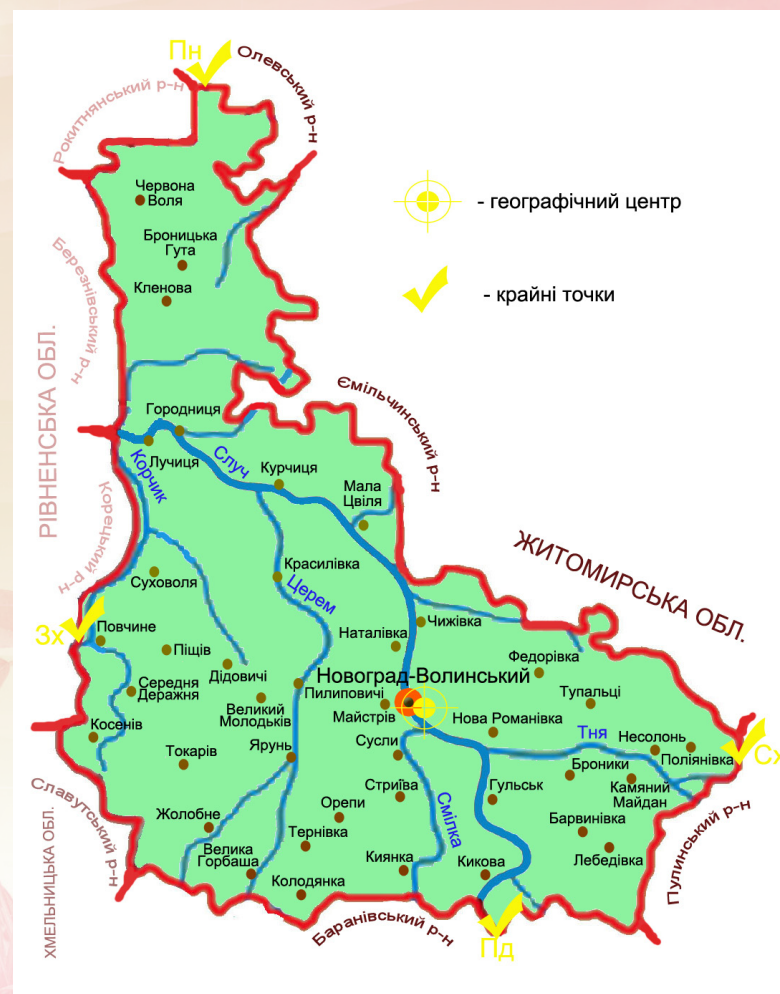 Пн
Олевський р-н
Рокитнянський р-н
Червона
Воля
- географічний центр
Броницька
Гута
Березнівський р-н
Кленова
- крайні точки
РІВНЕНСЬКА ОБЛ.
Ємільчинський р-н
Городниця
Лучиця
Случ
Корчик
Курчиця
Мала
Цвіля
Корецький р-н
ЖИТОМИРСЬКА ОБЛ.
Красилівка
Суховоля
Церем
Чижівка
Зх
Повчине
Наталівка
Піщів
Дідовичі
Федорівка
Новоград-Волинський
Середня
Деражня
Пилиповичі
Тупальці
Великий
Молодьків
Майстрів
Нова Романівка
Косенів
Сусли
Тня
Несолонь
Ярунь
Поліянівка
Сх
Токарів
Броники
Камяний
Майдан
Славутський р-н
Стриїва
Гульськ
Смілка
Орепи
Жолобне
Барвинівка
Пулинський р-н
Тернівка
Велика
Горбаша
Лебедівка
Киянка
Кикова
Колодянка
ХМЕЛЬНИЦЬКА ОБЛ.
Баранівський р-н
Пд